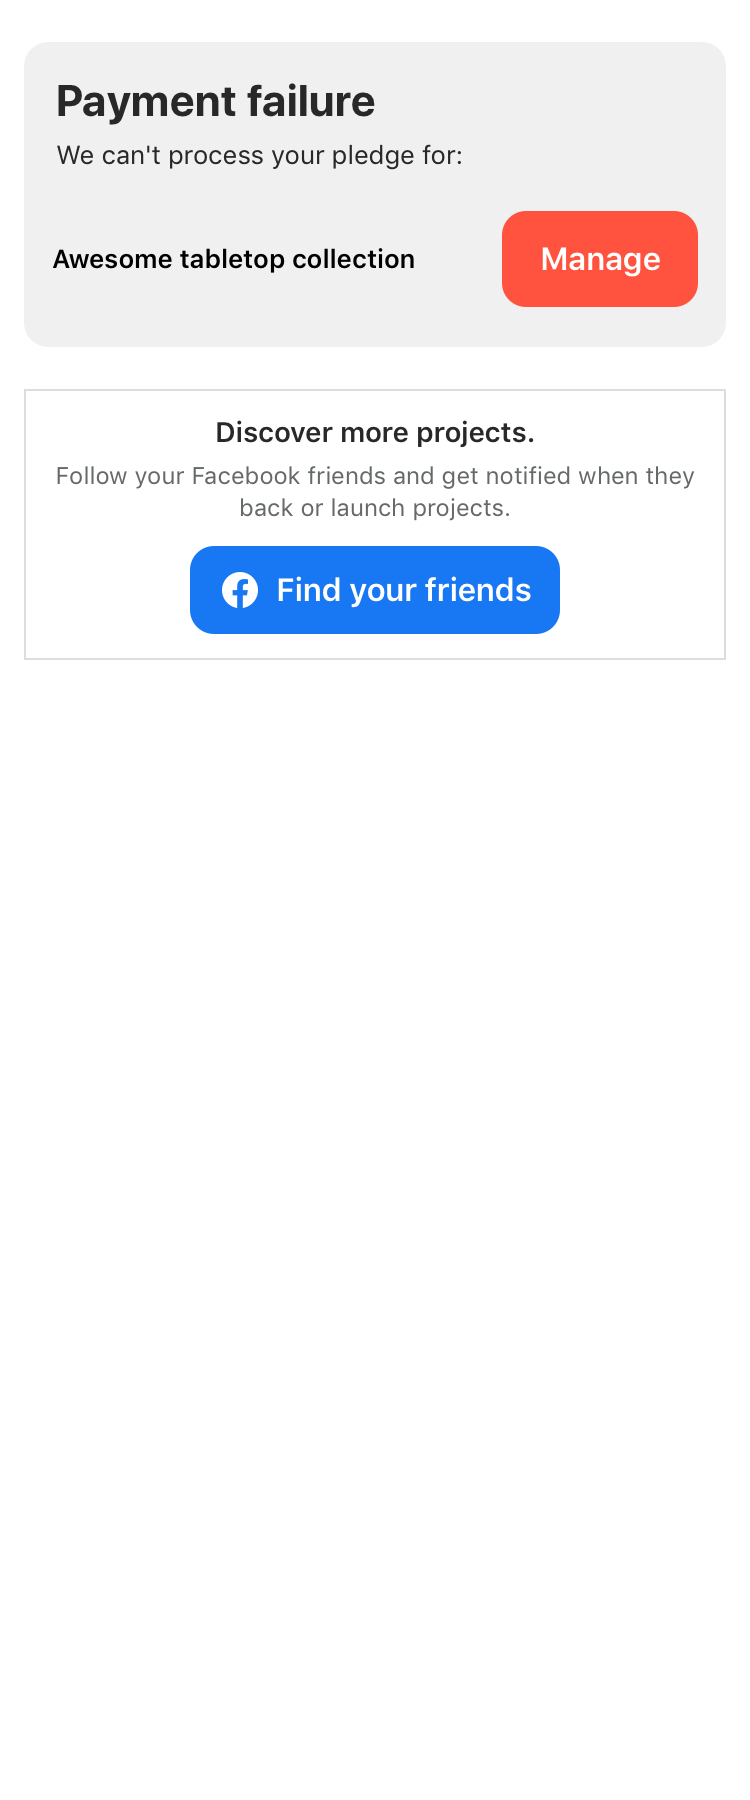 Payment failure
We can't process your pledge for:
Awesome tabletop collection
Manage
Discover more projects.
Follow your Facebook friends and get notified when they
back or launch projects.
Find your friends